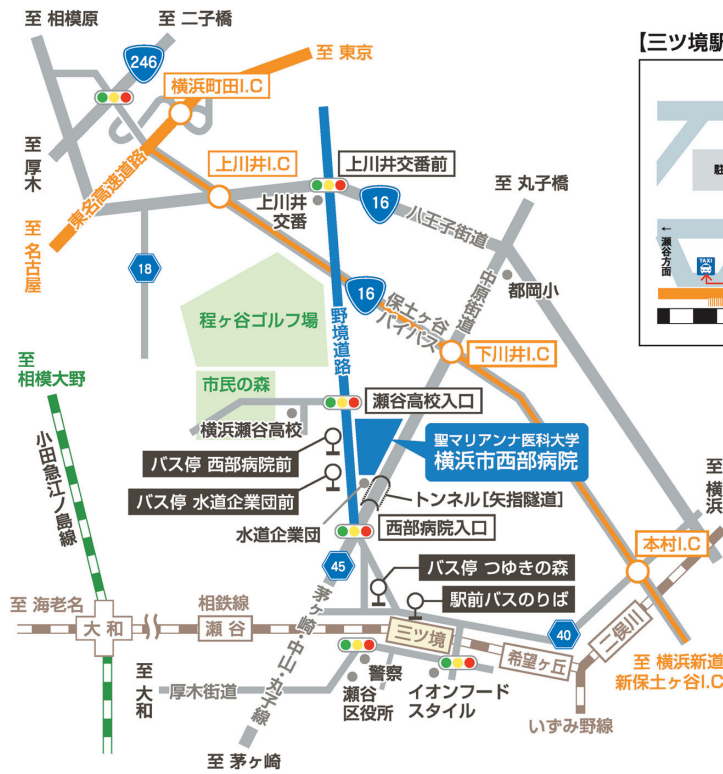 至 相模原
至 二子橋
246
至 東京
横浜町田I.C
【三ツ境駅
至 厚木
東名高速道路
上川井I.C
上川井交番前
至 丸子橋
駐
上川井
交番
16
八王子街道
至 名古屋
18
中原街道
都岡小
← 瀬谷方面
TAXI
16
保土ヶ谷
バイパス
程ヶ谷ゴルフ場
野境道路
下川井I.C
至
相模大野
市民の森
瀬谷高校入口
横浜瀬谷高校
聖マリアンナ医科大学
横浜市西部病院
バス停 西部病院前
至 横浜
小田急江ノ島線
バス停 水道企業団前
トンネル[矢指隧道]
水道企業団
西部病院入口
本村I.C
45
バス停 つゆきの森
至 海老名
相鉄線
駅前バスのりば
大和
瀬谷
三ツ境
40
二俣川
希望ヶ丘
茅ヶ崎・中山・丸子線
至 大和
厚木街道
警察
瀬谷
区役所
イオンフード
スタイル
至 横浜新道
新保土ヶ谷I.C
いずみ野線
至 茅ヶ崎